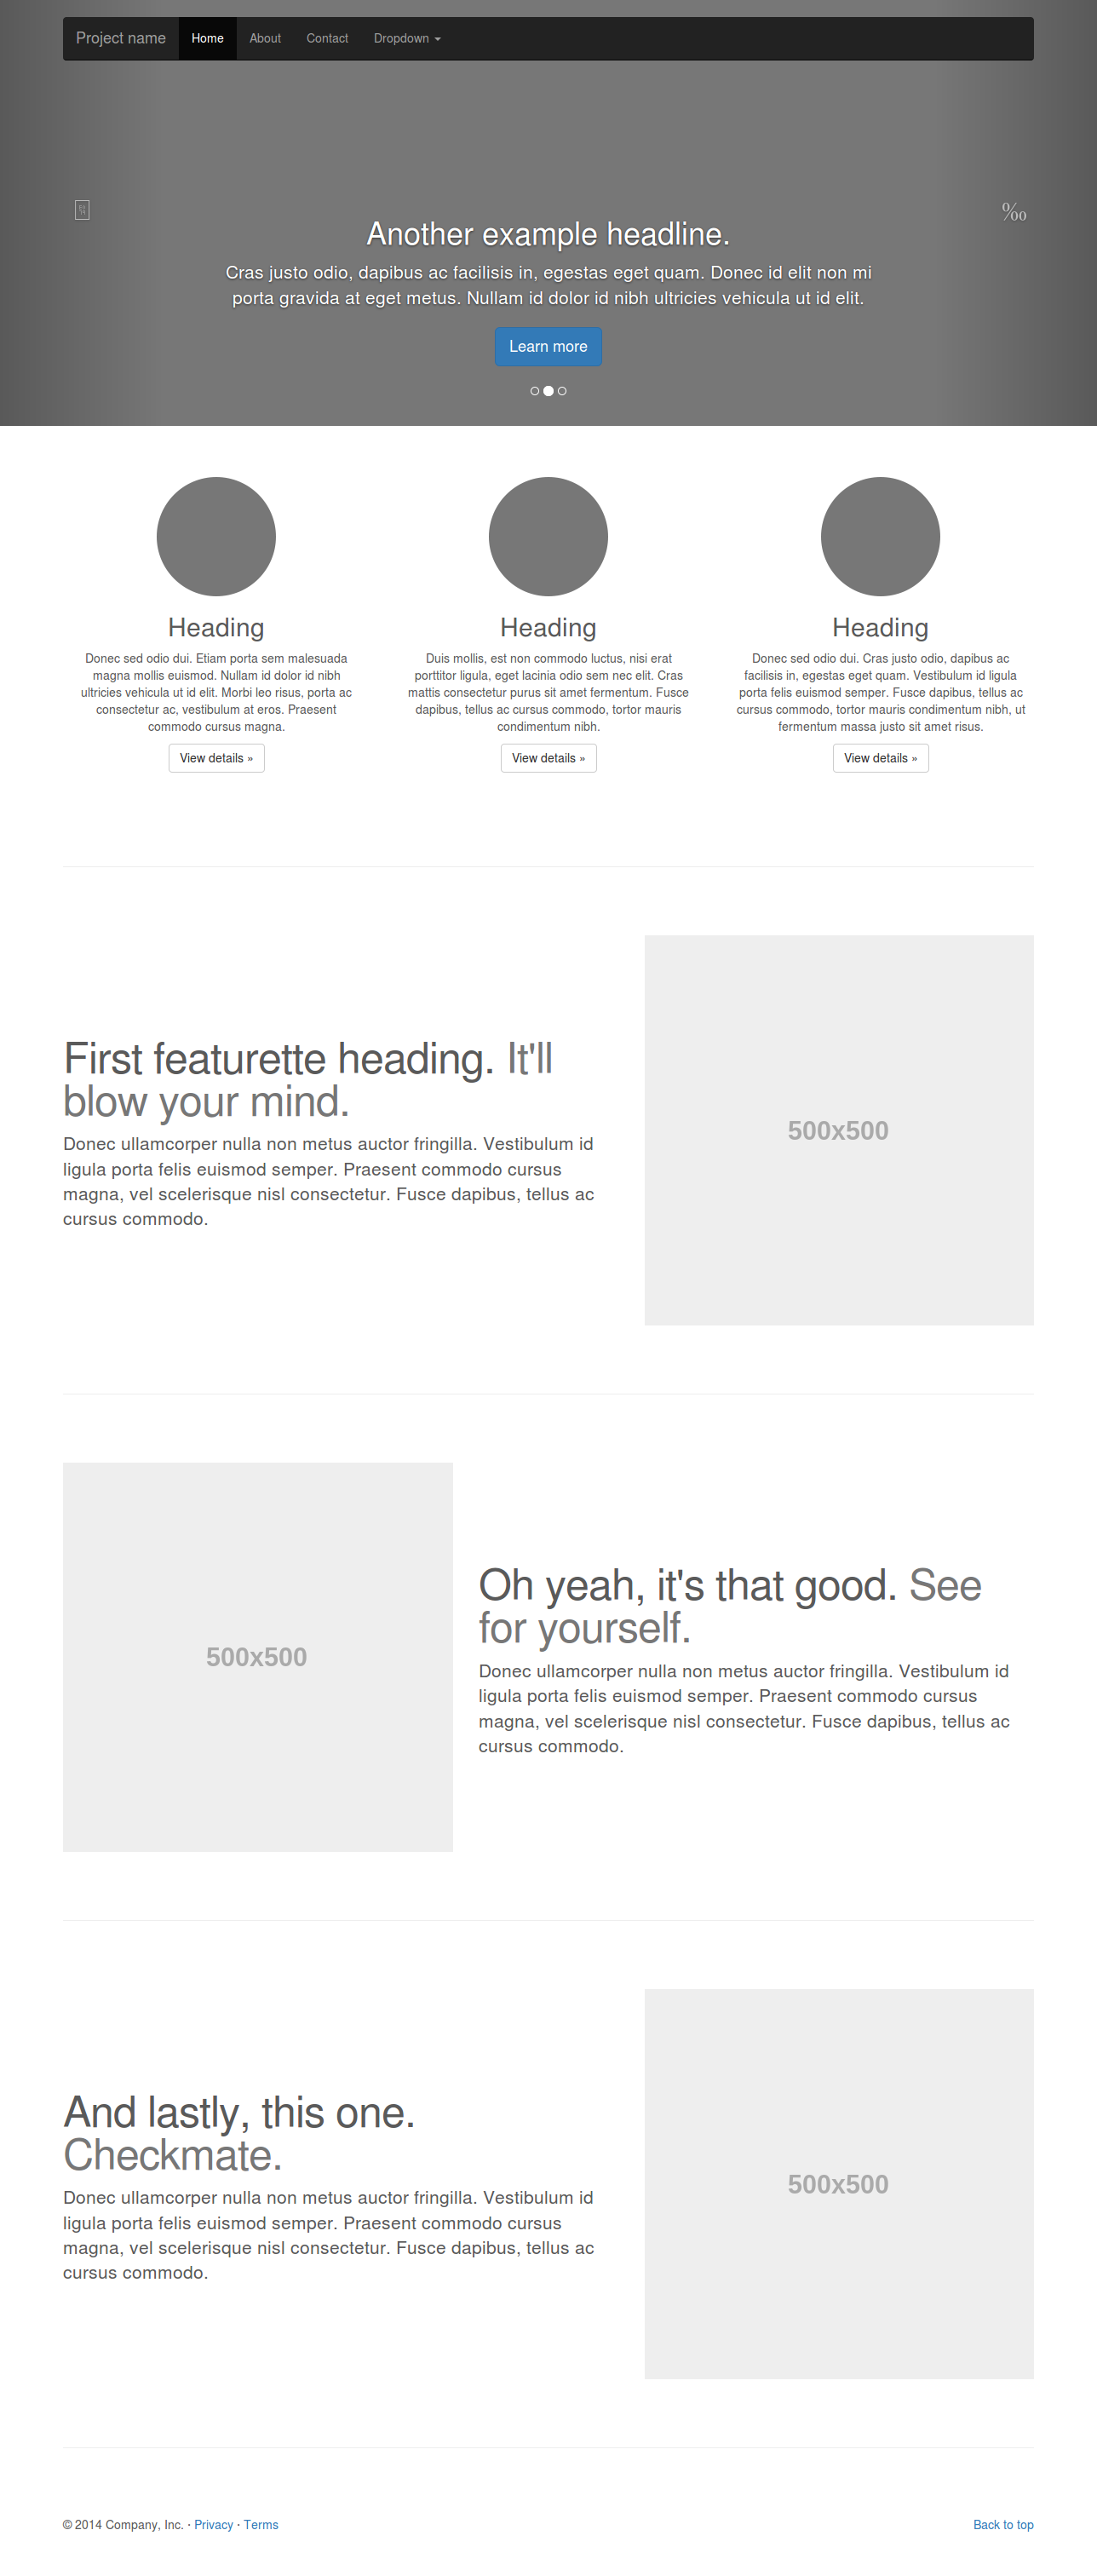 Project name Home About Contact Dropdown
‰
Another example headline.
Cras justo odio, dapibus ac facilisis in, egestas eget quam. Donec id elit non mi
porta gravida at eget metus. Nullam id dolor id nibh ultricies vehicula ut id elit.
Learn more
Heading
Donec sed odio dui. Etiam porta sem malesuada
magna mollis euismod. Nullam id dolor id nibh
ultricies vehicula ut id elit. Morbi leo risus, porta ac
consectetur ac, vestibulum at eros. Praesent
commodo cursus magna.
View details »
Heading
Duis mollis, est non commodo luctus, nisi erat
porttitor ligula, eget lacinia odio sem nec elit. Cras
mattis consectetur purus sit amet fermentum. Fusce
dapibus, tellus ac cursus commodo, tortor mauris
condimentum nibh.
View details »
Heading
Donec sed odio dui. Cras justo odio, dapibus ac
facilisis in, egestas eget quam. Vestibulum id ligula
porta felis euismod semper. Fusce dapibus, tellus ac
cursus commodo, tortor mauris condimentum nibh, ut
fermentum massa justo sit amet risus.
View details »
First featurette heading. It'll
blow your mind.
Donec ullamcorper nulla non metus auctor fringilla. Vestibulum id
ligula porta felis euismod semper. Praesent commodo cursus
magna, vel scelerisque nisl consectetur. Fusce dapibus, tellus ac
cursus commodo.
500x500
500x500
Oh yeah, it's that good. See
for yourself.
Donec ullamcorper nulla non metus auctor fringilla. Vestibulum id
ligula porta felis euismod semper. Praesent commodo cursus
magna, vel scelerisque nisl consectetur. Fusce dapibus, tellus ac
cursus commodo.
And lastly, this one.
Checkmate.
Donec ullamcorper nulla non metus auctor fringilla. Vestibulum id
ligula porta felis euismod semper. Praesent commodo cursus
magna, vel scelerisque nisl consectetur. Fusce dapibus, tellus ac
cursus commodo.
500x500
© 2014 Company, Inc. · Privacy · Terms
Back to top